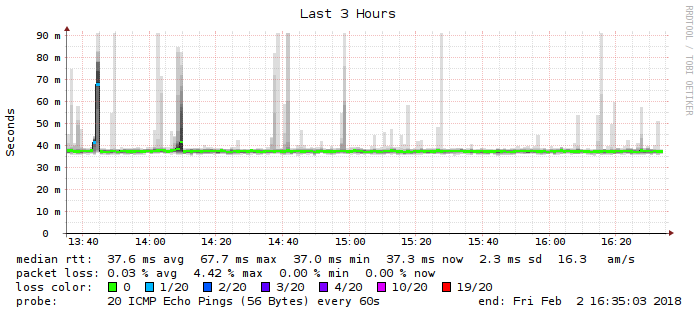 Last 3 Hours
RRDTOOL / TOBI OETIKER
Seconds
90 m
80 m
70 m
60 m
50 m
40 m
30 m
20 m
10 m
0
13:40 14:00 14:20 14:40 15:00 15:20 15:40 16:00 16:20
median rtt: 37.6 ms avg 67.7 ms max 37.0 ms min 37.3 ms now 2.3 ms sd 16.3 am/s
packet loss: 0.03 % avg 4.42 % max 0.00 % min 0.00 % now
loss color: 0 1/20 2/20 3/20 4/20 10/20 19/20
probe: 20 ICMP Echo Pings (56 Bytes) every 60s end: Fri Feb 2 16:35:03 2018